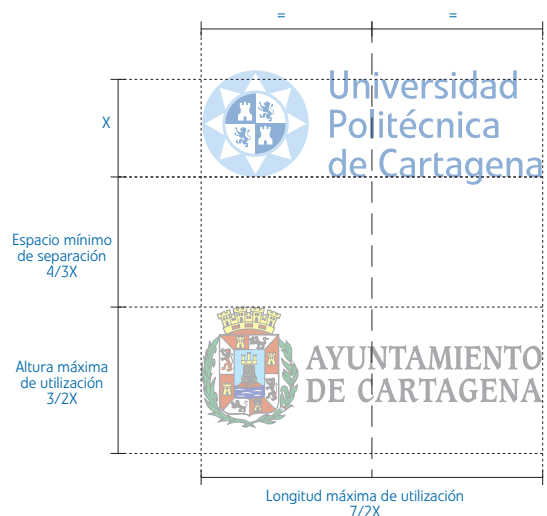 = =
X
Universidad
Politécnica
de Cartagena
Espacio mínimo
de separación
4/3X
Altura máxima
de utilización
3/2X
AYUNTAMIENTO
DE CARTAGENA
Longitud máxima de utilización
7/2X